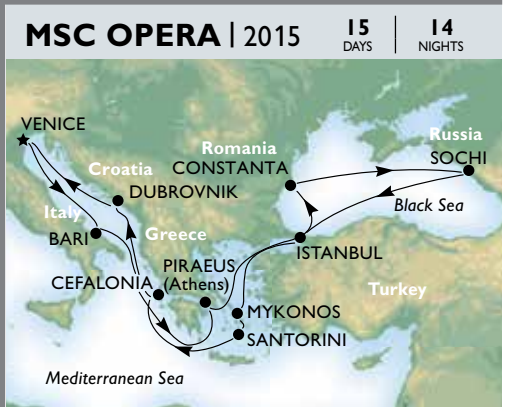 MSC OPERA | 2015
15 DAYS | 14 NIGHTS
VENICE
Romania
Russia
CONSTANTA
SOCHI
Croatia
DUBROVNIK
Black Sea
Italy
BARI
Greece
ISTANBUL
PIRAEUS
(Athens)
CEFALONIA
Turkey
MYKONOS
SANTORINI
Mediterranean Sea